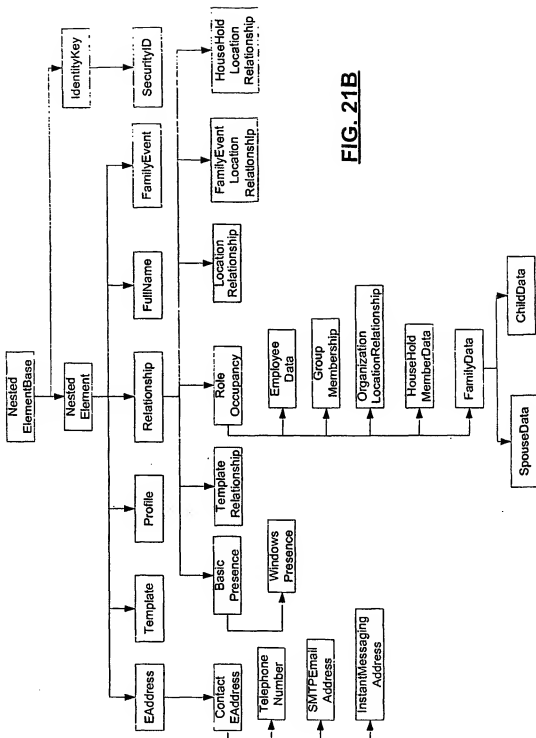 Nested
ElementBase
Nested
Element
IdentityKey
EAddress
Template
Profile
Relationship
FullName
FamilyEvent
SecurityID
Contact
EAddress
Basic
Presence
Template
Relationship
Role
Occupancy
Location
Relationship
FamilyEvent
Location
Relationship
HouseHold
Location
Relationship
Telephone
Number
Windows
Presence
Employee
Data
SMTPEmail
Address
Group
Membership
InstantMessaging
Address
Organization
LocationRelationship
HouseHold
MemberData
FamilyData
SpouseData
ChildData
FIG. 21B